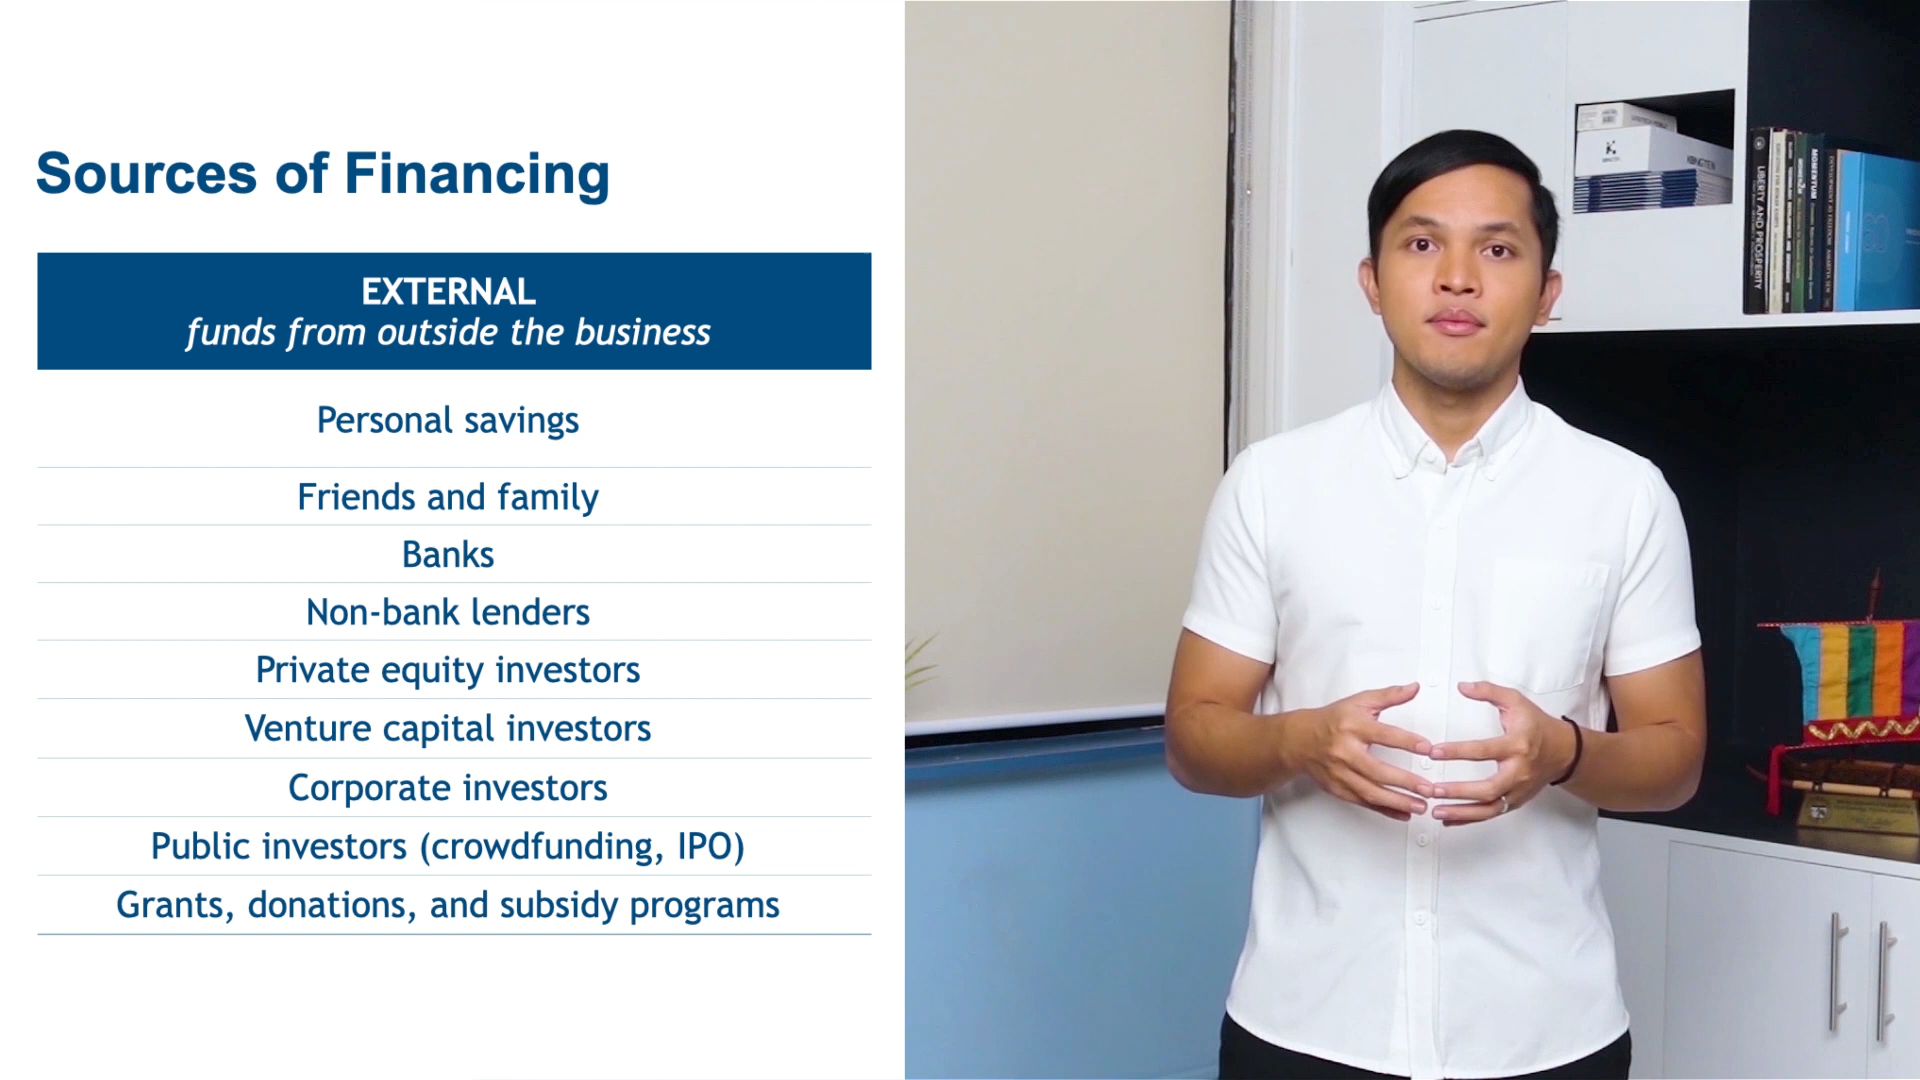 Sources of Financing
EXTERNAL
funds from outside the business
Personal savings
Friends and family
Banks
Non-bank lenders
Private equity investors
Venture capital investors
Corporate investors
Public investors (crowdfunding, IPO)
Grants, donations, and subsidy programs
LIBERTY AND PROSPERITY
MOMENTUM